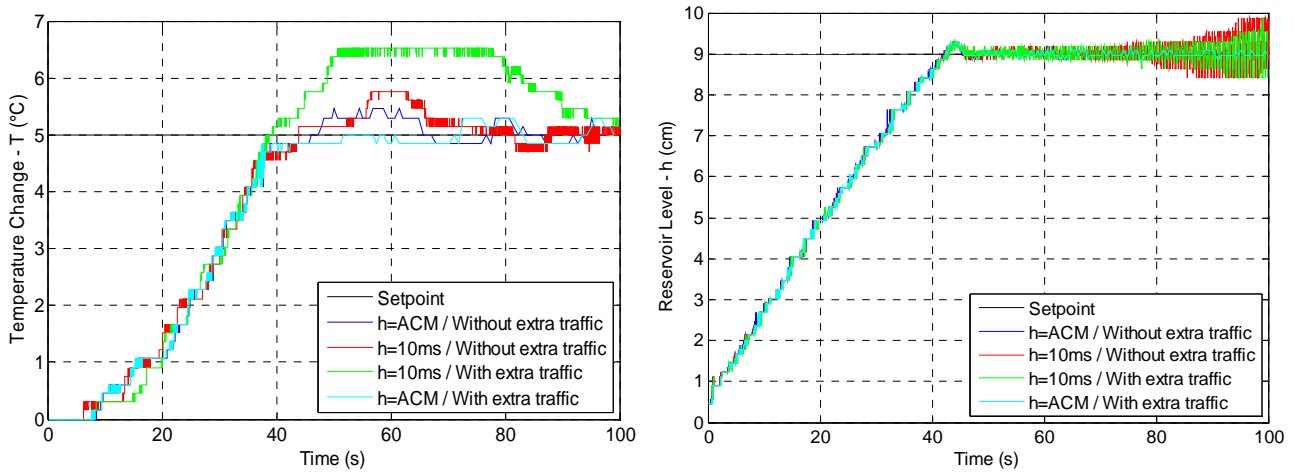 7
6
5
4
3
2
1
0
Temperature Change - T (°C)
0 20 40 60 80 100
Time (s)
Setpoint
h=ACM / Without extra traffic
h=10ms / Without extra traffic
h=10ms / With extra traffic
h=ACM / With extra traffic
10
9
8
7
6
5
4
3
2
1
0
Reservoir Level - h (cm)
0 20 40 60 80 100
Time (s)
Setpoint
h=ACM / Without extra traffic
h=10ms / Without extra traffic
h=10ms / With extra traffic
h=ACM / With extra traffic